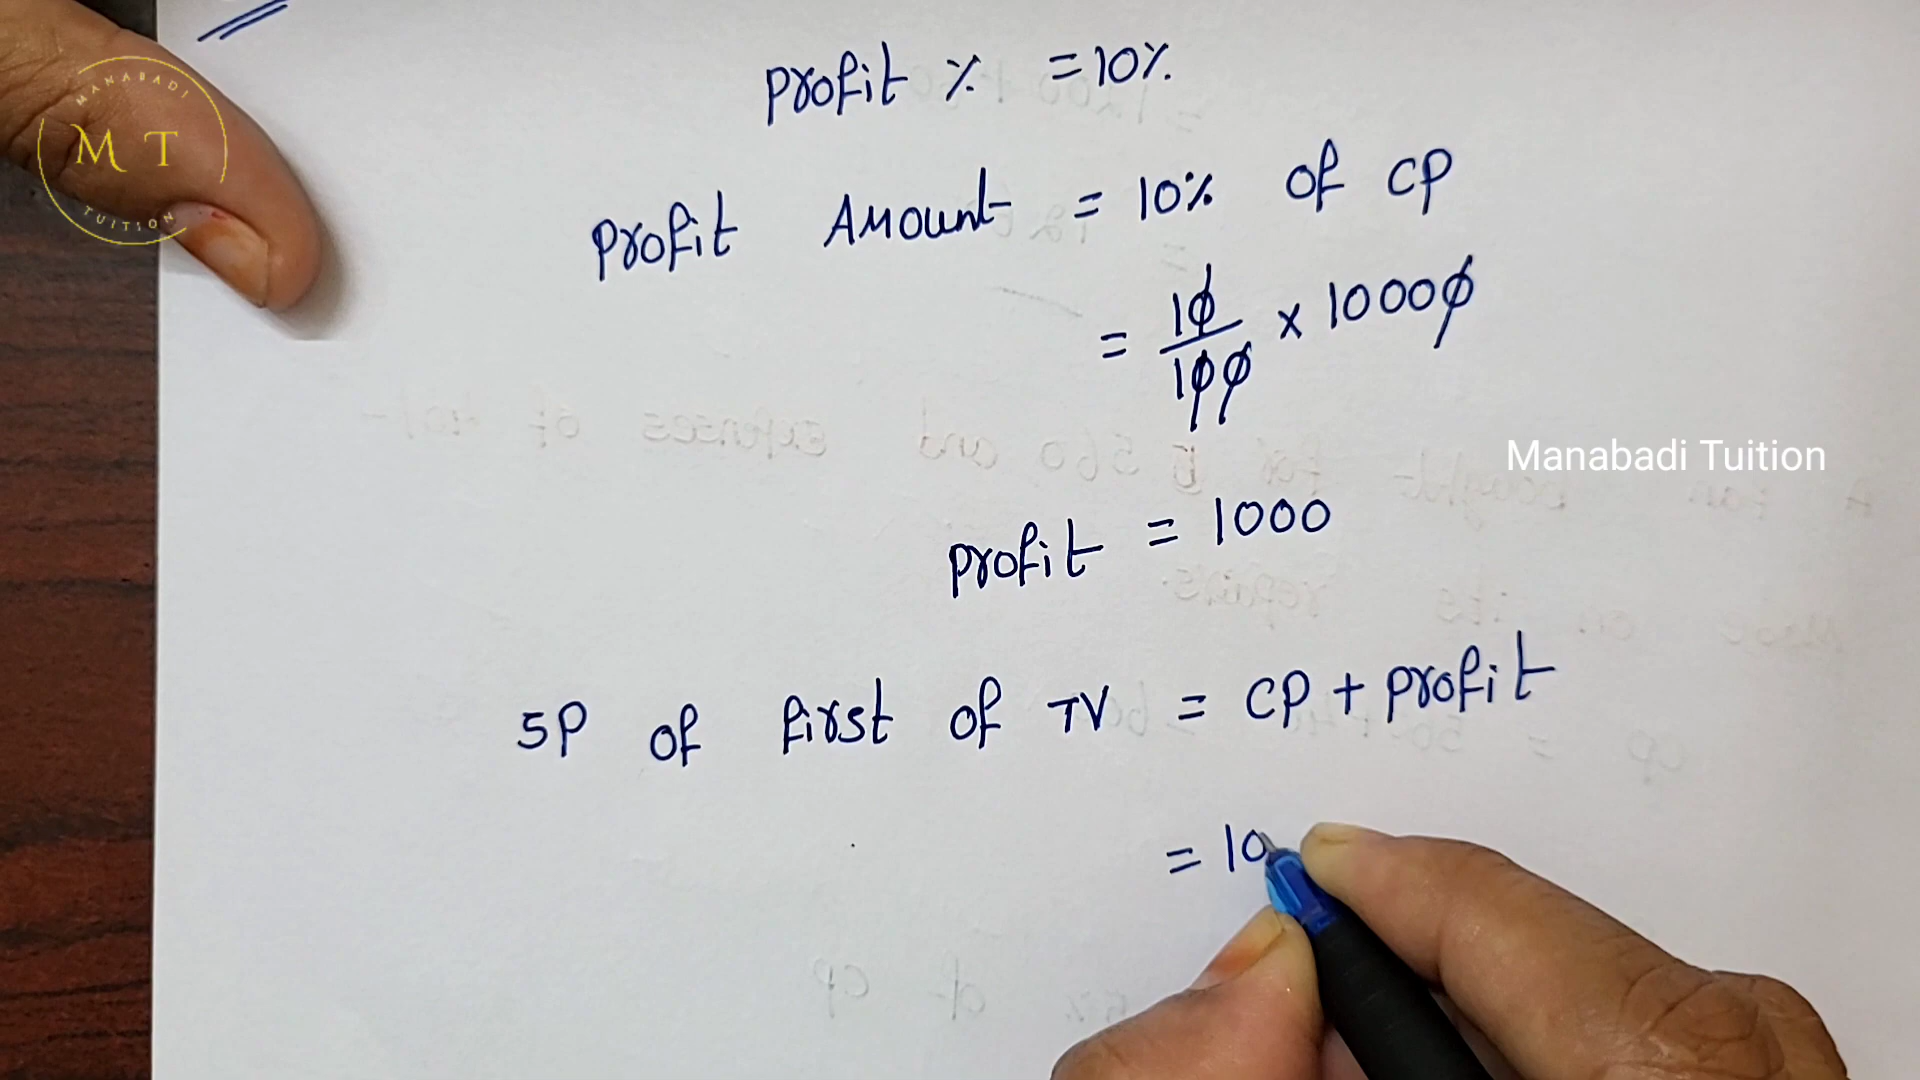 MANABADI
M T
TUITION
Profit % = 10%
Profit Amount = 10% of CP
= 10/100 × 10000
Manabadi Tuition
Profit = 1000
SP of first of TV = CP + Profit
= 10